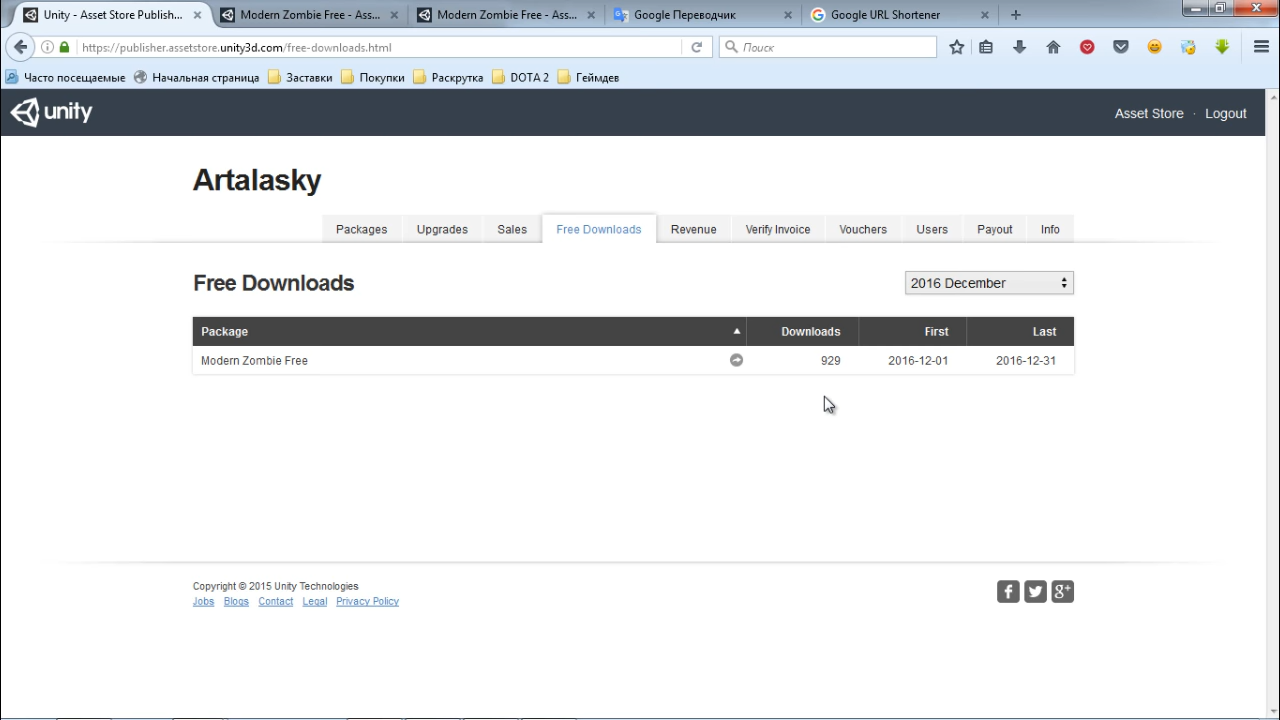 Unity - Asset Store Publish...
Modern Zombie Free - Ass...
Modern Zombie Free - Ass...
Google Переводчик
Google URL Shortener
https://publisher.assetstore.unity3d.com/free-downloads.html
Поиск
Часто посещаемые
Начальная страница
Заставки
Покупки
Раскрутка
DOTA 2
Геймдев
unity
Asset Store · Logout
Artalasky
Packages
Upgrades
Sales
Free Downloads
Revenue
Verify Invoice
Vouchers
Users
Payout
Info
Free Downloads
2016 December
Package Downloads First Last
Modern Zombie Free 929 2016-12-01 2016-12-31
Copyright © 2015 Unity Technologies
Jobs Blogs Contact Legal Privacy Policy